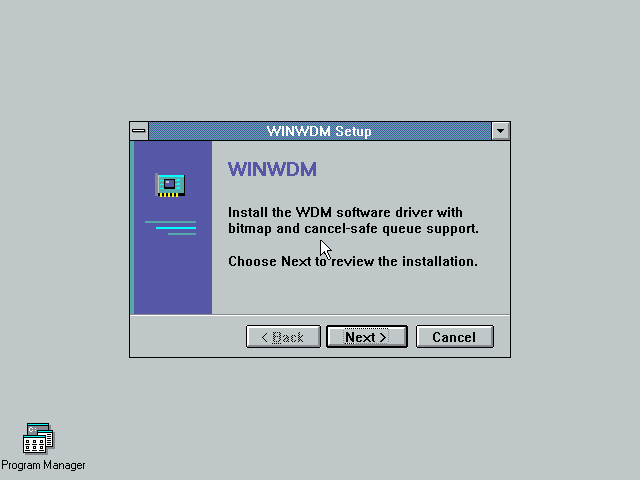 WINWDM Setup
WINWDM
Install the WDM software driver with
bitmap and cancel-safe queue support.
Choose Next to review the installation.
< Back
Next >
Cancel
Program Manager